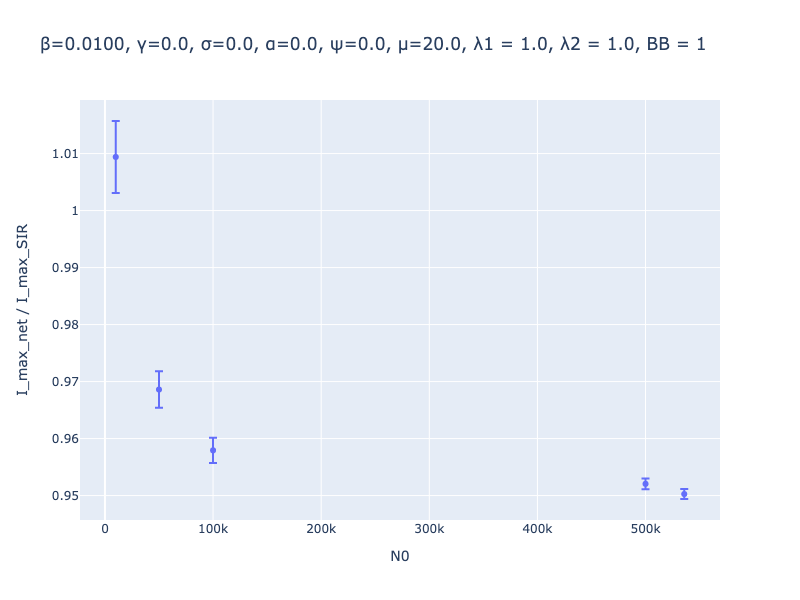 β=0.0100, γ=0.0, σ=0.0, α=0.0, ψ=0.0, μ=20.0, λ1 = 1.0, λ2 = 1.0, BB = 1
1.01
1
0.99
0.98
0.97
0.96
0.95
I_max_net / I_max_SIR
0 100k 200k 300k 400k 500k
N0